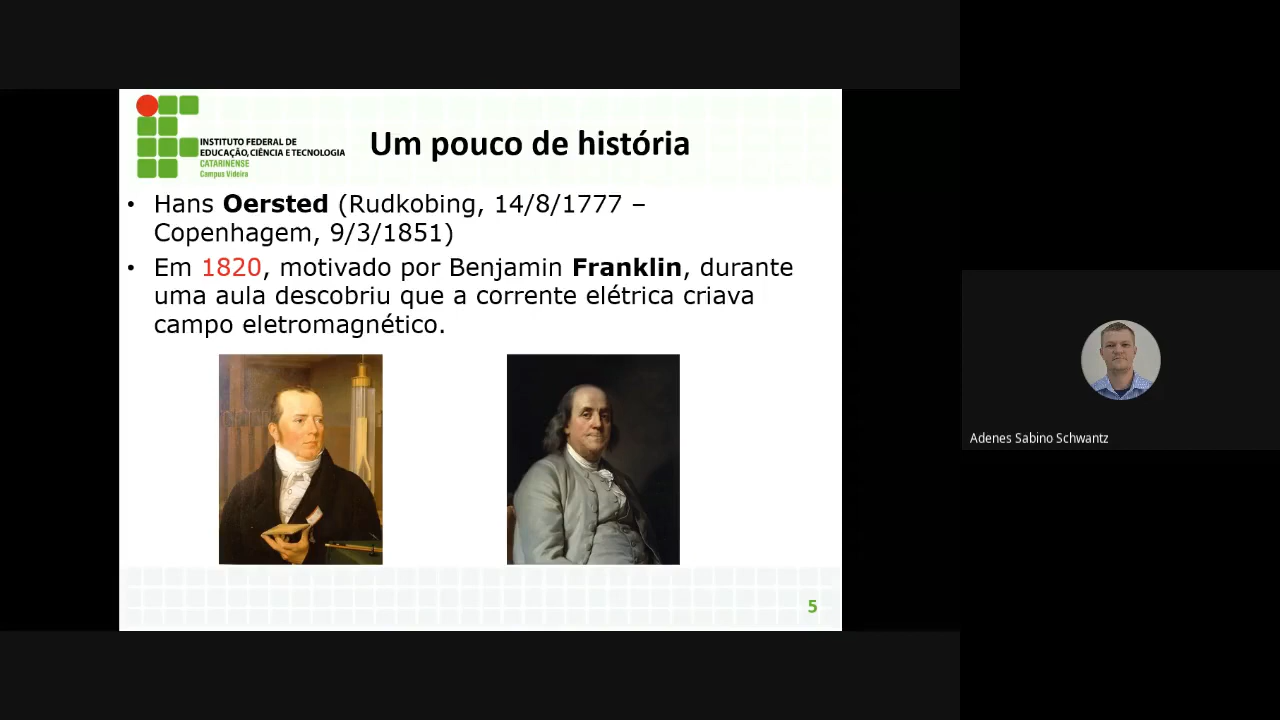 INSTITUTO FEDERAL DE
EDUCAÇÃO, CIÊNCIA E TECNOLOGIA
CATARINENSE
Campus Videira
Um pouco de história
• Hans Oersted (Rudkobing, 14/8/1777 –
Copenhagem, 9/3/1851)
• Em 1820, motivado por Benjamin Franklin, durante
uma aula descobriu que a corrente elétrica criava
campo eletromagnético.
5
Adenes Sabino Schwantz